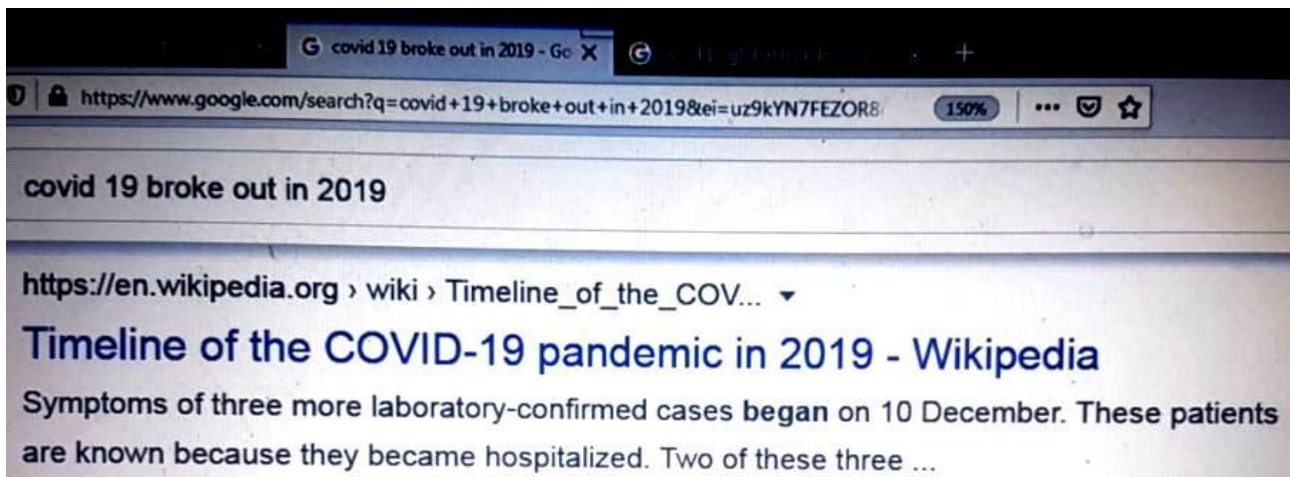 covid 19 broke out in 2019 - Go
https://www.google.com/search?q=covid+19+broke+out+in+2019&ei=uz9kYN7FEZOR8
150%
covid 19 broke out in 2019
https://en.wikipedia.org › wiki › Timeline_of_the_COV...
Timeline of the COVID-19 pandemic in 2019 - Wikipedia
Symptoms of three more laboratory-confirmed cases began on 10 December. These patients
are known because they became hospitalized. Two of these three ...